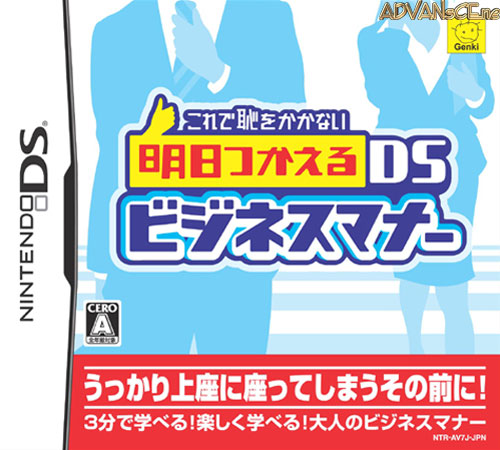 ADVANsCE.ne
Genki
NINTENDO DS®
これで恥をかかない
明日つかえるDS
ビジネスマナー
CERO
A
全年齢対象
うっかり上座に座ってしまうその前に!
3分で学べる!楽しく学べる!大人のビジネスマナー
NTR-AV7J-JPN